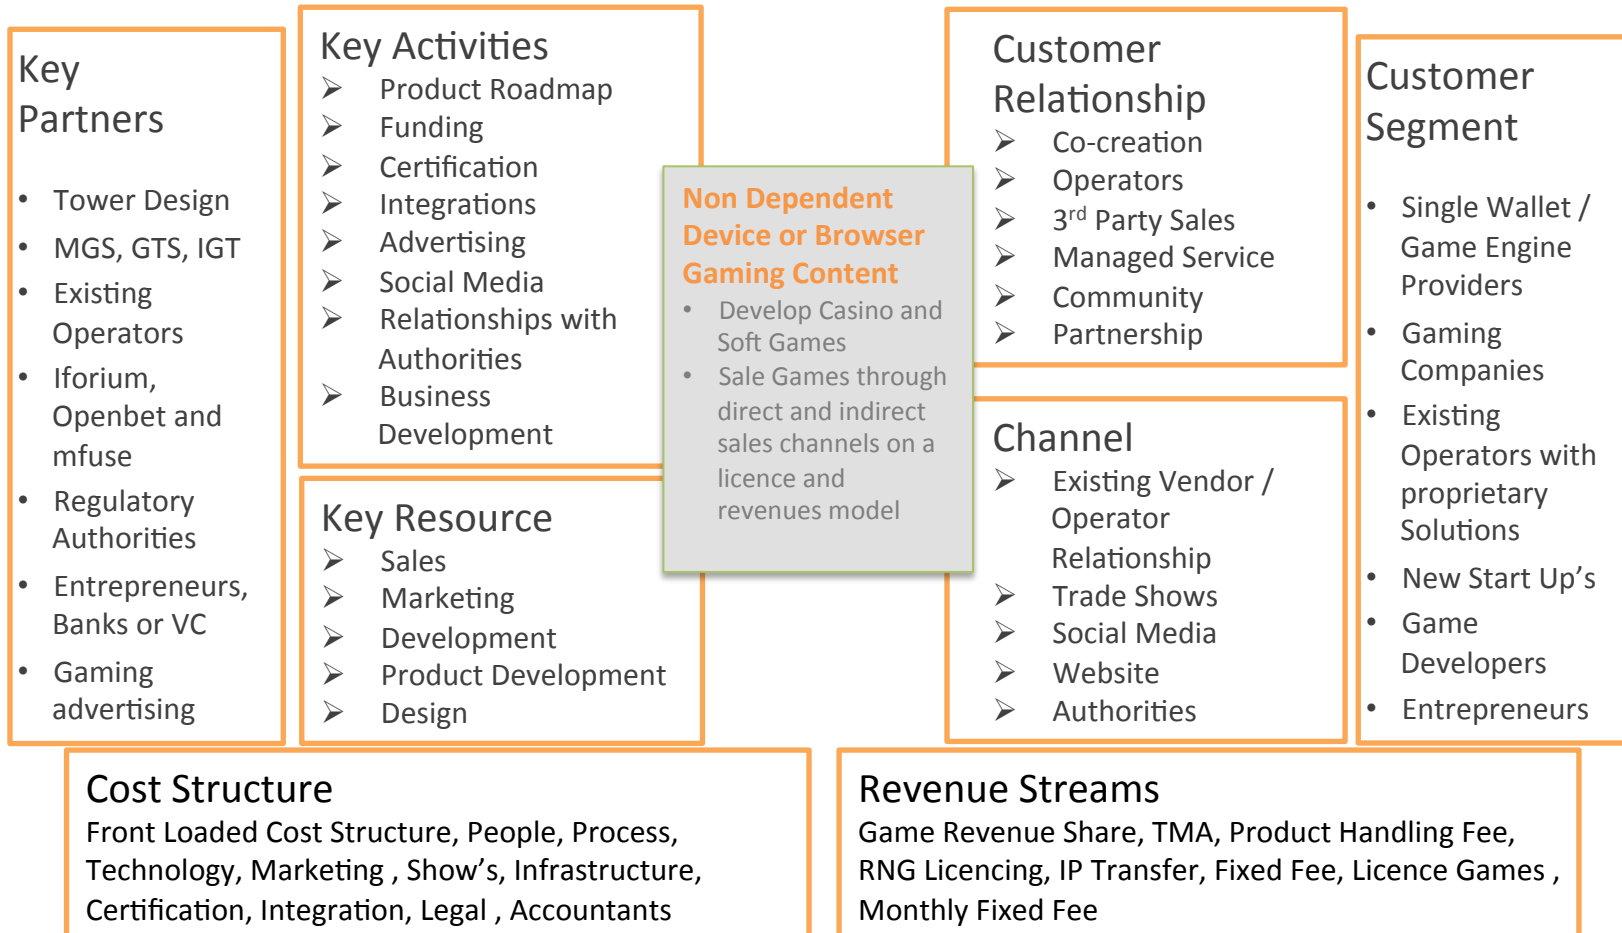 Key
Partners
• Tower Design
• MGS, GTS, IGT
• Existing
Operators
• Iforium,
Openbet and
mfuse
• Regulatory
Authorities
• Entrepreneurs,
Banks or VC
• Gaming
advertising
Key Activities
➢ Product Roadmap
➢ Funding
➢ Certification
➢ Integrations
➢ Advertising
➢ Social Media
➢ Relationships with
Authorities
➢ Business
Development
Key Resource
➢ Sales
➢ Marketing
➢ Development
➢ Product Development
➢ Design
Non Dependent
Device or Browser
Gaming Content
• Develop Casino and
Soft Games
• Sale Games through
direct and indirect
sales channels on a
licence and
revenues model
Customer
Relationship
➢ Co-creation
➢ Operators
➢ 3rd Party Sales
➢ Managed Service
➢ Community
➢ Partnership
Channel
➢ Existing Vendor /
Operator
Relationship
➢ Trade Shows
➢ Social Media
➢ Website
➢ Authorities
Customer
Segment
• Single Wallet /
Game Engine
Providers
• Gaming
Companies
• Existing
Operators with
proprietary
Solutions
• New Start Up’s
• Game
Developers
• Entrepreneurs
Cost Structure
Front Loaded Cost Structure, People, Process,
Technology, Marketing , Show’s, Infrastructure,
Certification, Integration, Legal , Accountants
Revenue Streams
Game Revenue Share, TMA, Product Handling Fee,
RNG Licencing, IP Transfer, Fixed Fee, Licence Games ,
Monthly Fixed Fee